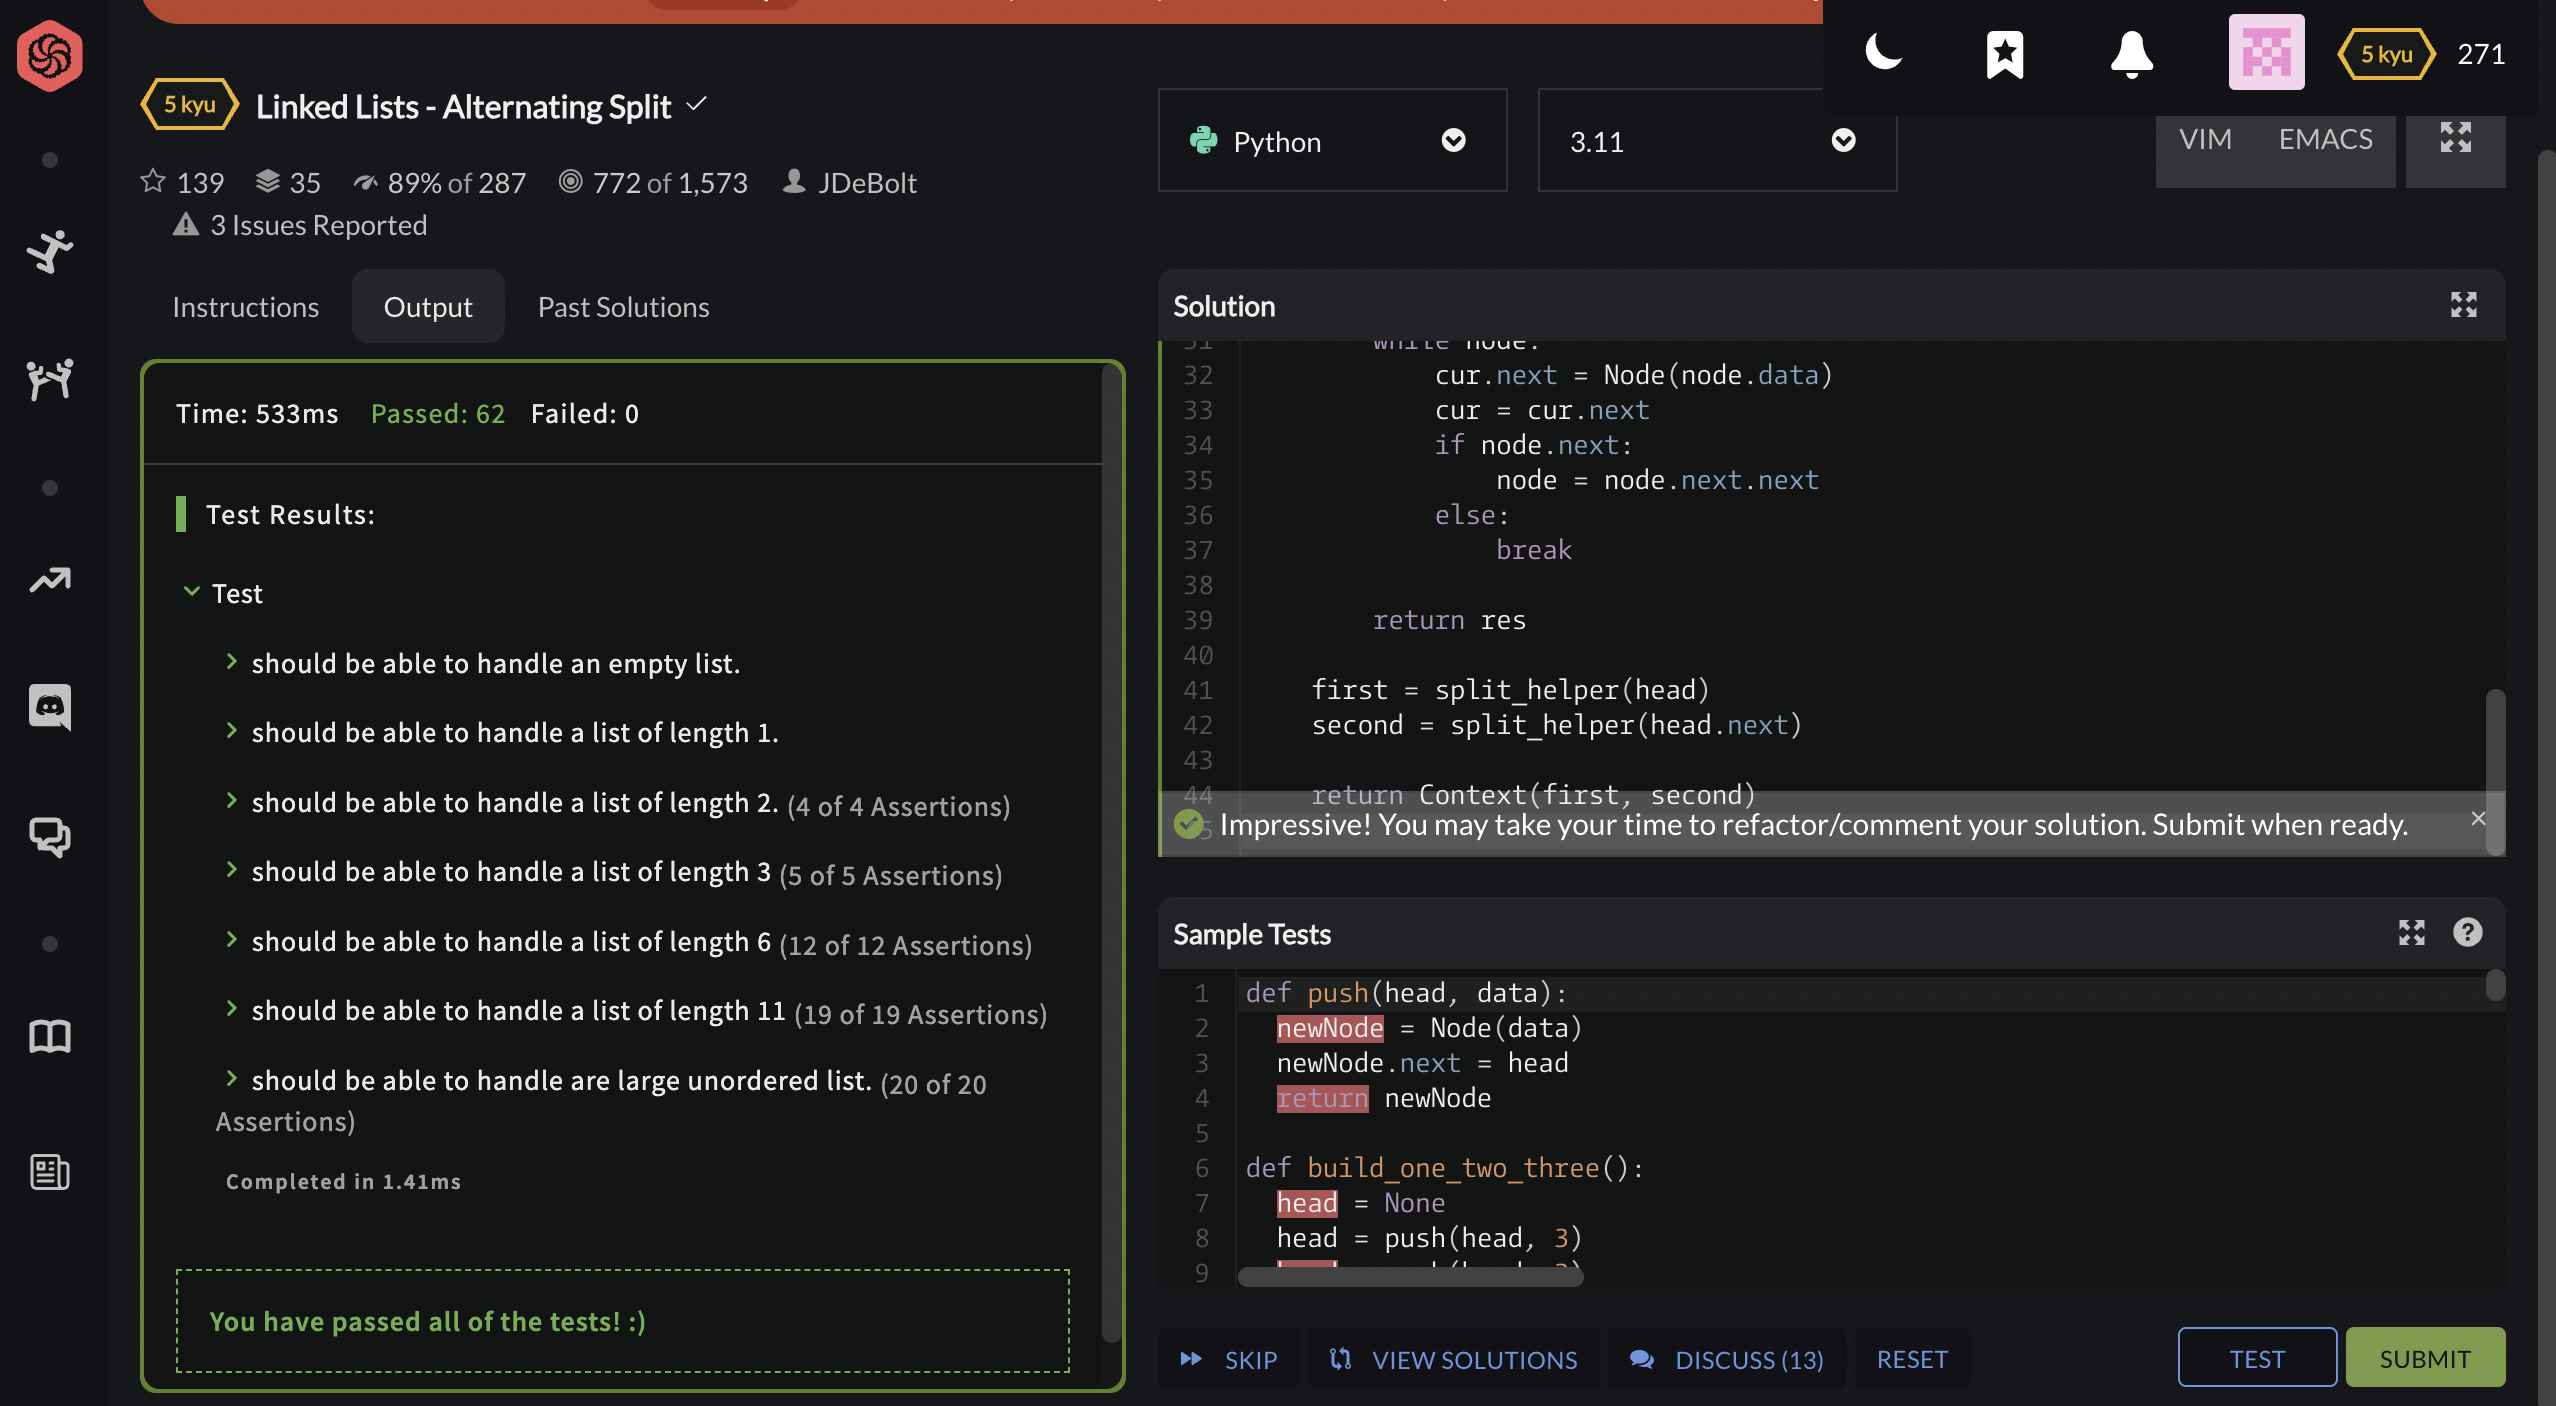 5 kyu
271
5 kyu Linked Lists - Alternating Split
139 35 89% of 287 772 of 1,573 JDeBolt
3 Issues Reported
Python
3.11
VIM EMACS
Instructions Output Past Solutions
Time: 533ms Passed: 62 Failed: 0
Test Results:
Test
should be able to handle an empty list.
should be able to handle a list of length 1.
should be able to handle a list of length 2. (4 of 4 Assertions)
should be able to handle a list of length 3 (5 of 5 Assertions)
should be able to handle a list of length 6 (12 of 12 Assertions)
should be able to handle a list of length 11 (19 of 19 Assertions)
should be able to handle are large unordered list. (20 of 20
Assertions)
Completed in 1.41ms
You have passed all of the tests! :)
Solution
31 while node:
32 cur.next = Node(node.data)
33 cur = cur.next
34 if node.next:
35 node = node.next.next
36 else:
37 break
38
39 return res
40
41 first = split_helper(head)
42 second = split_helper(head.next)
43
44 return Context(first, second)
Impressive! You may take your time to refactor/comment your solution. Submit when ready.
Sample Tests
1 def push(head, data):
2 newNode = Node(data)
3 newNode.next = head
4 return newNode
5
6 def build_one_two_three():
7 head = None
8 head = push(head, 3)
9
SKIP VIEW SOLUTIONS DISCUSS (13) RESET TEST SUBMIT